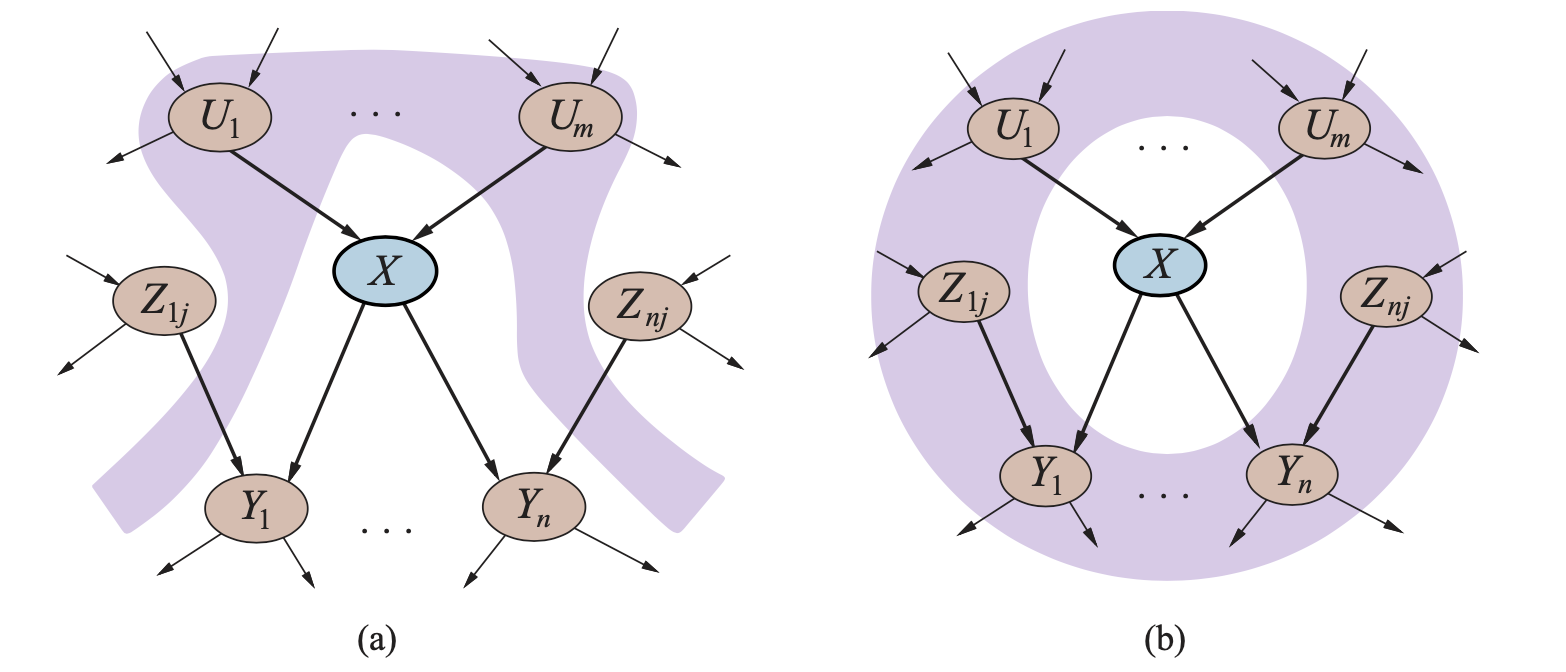 U1 . . . Um U1 . . . Um
X X
Z1j Znj Z1j Znj
Y1 . . . Yn Y1 . . . Yn
(a) (b)